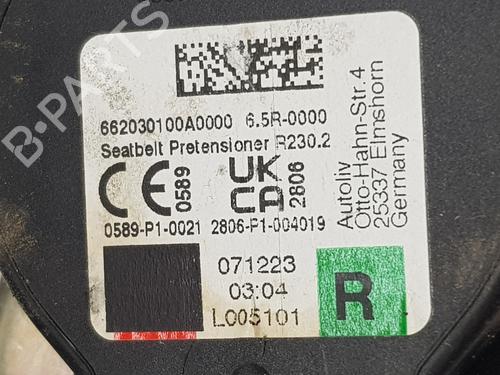 662030100A0000 6.5R-0000
Seatbelt Pretensioner R230.2
CE 0589
UK CA 2806
0589-P1-0021 2806-P1-004019
Autoliv
Otto-Hahn-Str. 4
25337 Elmshorn
Germany
071223
03:04
L005101
R
B-PARTS